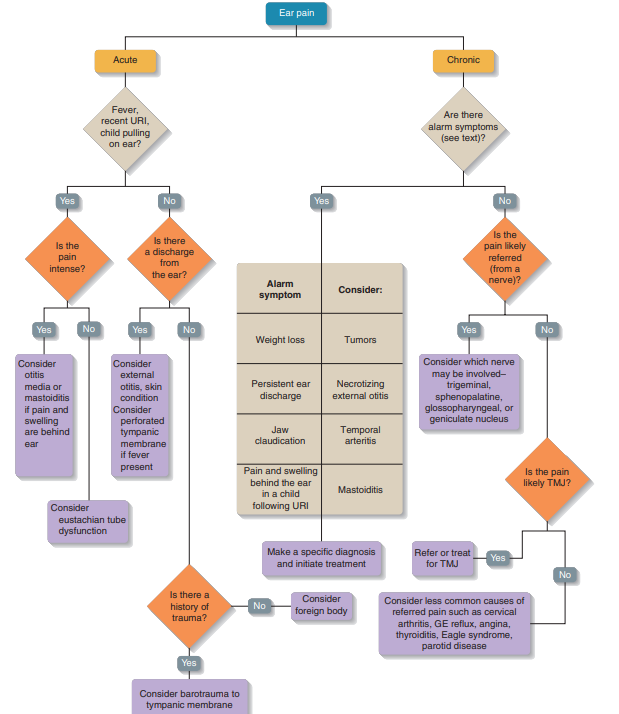 Ear pain
Acute
Chronic
Fever,
recent URI,
child pulling
on ear?
Are there
alarm symptoms
(see text)?
Yes
No
Yes
No
Is the
pain
intense?
Is there
a discharge
from
the ear?
Is the
pain likely
referred
(from a
nerve)?
Alarm
symptom
Consider:
Weight loss
Tumors
Persistent ear
discharge
Necrotizing
external otitis
Jaw
claudication
Temporal
arteritis
Pain and swelling
behind the ear
in a child
following URI
Mastoiditis
Yes
No
Yes
No
Yes
No
Consider
otitis
media or
mastoiditis
if pain and
swelling
are behind
ear
Consider
external
otitis, skin
condition
Consider
perforated
tympanic
membrane
if fever
present
Consider which nerve
may be involved–
trigeminal,
sphenopalatine,
glossopharyngeal, or
geniculate nucleus
Is the pain
likely TMJ?
Consider
eustachian tube
dysfunction
Make a specific diagnosis
and initiate treatment
Refer or treat
for TMJ
Yes
No
Is there a
history of
trauma?
No
Consider
foreign body
Consider less common causes of
referred pain such as cervical
arthritis, GE reflux, angina,
thyroiditis, Eagle syndrome,
parotid disease
Yes
Consider barotrauma to
tympanic membrane